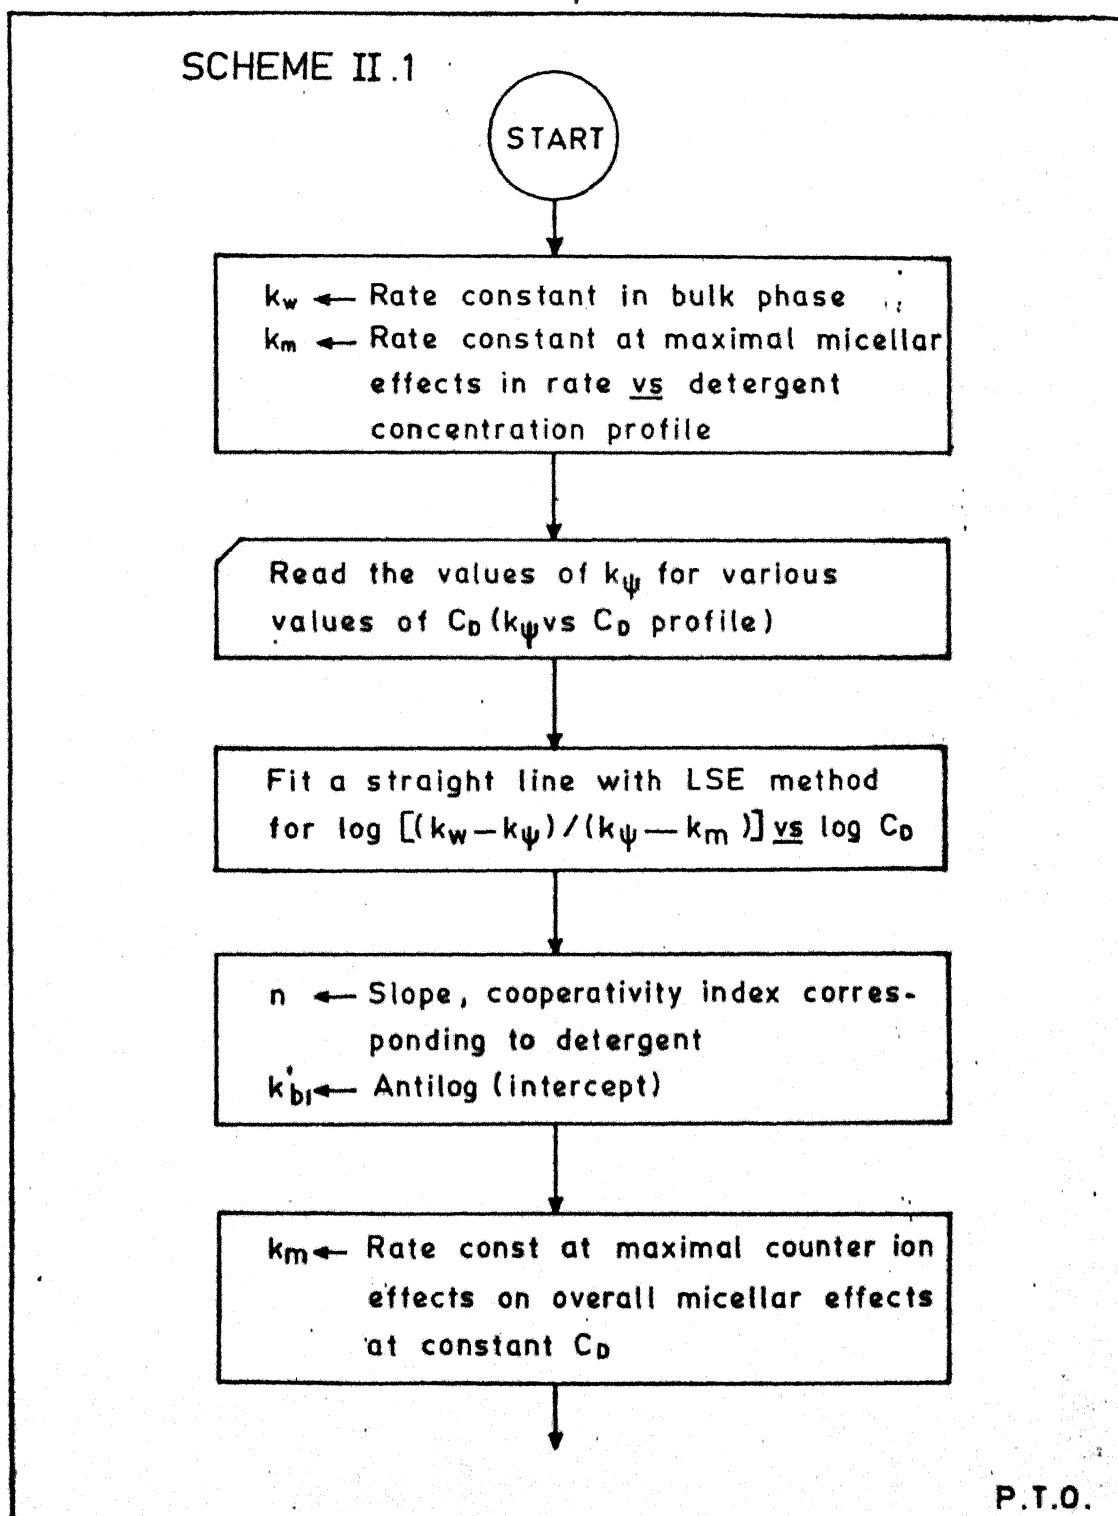 SCHEME II.1
START
kw ← Rate constant in bulk phase
km ← Rate constant at maximal micellar
effects in rate vs detergent
concentration profile
Read the values of kψ for various
values of CD (kψ vs CD profile)
Fit a straight line with LSE method
for log [(kw—kψ)/(kψ—km)] vs log CD
n ← Slope, cooperativity index corres-
ponding to detergent
k'b1 ← Antilog (intercept)
km ← Rate const at maximal counter ion
effects on overall micellar effects
at constant CD
P.T.O.